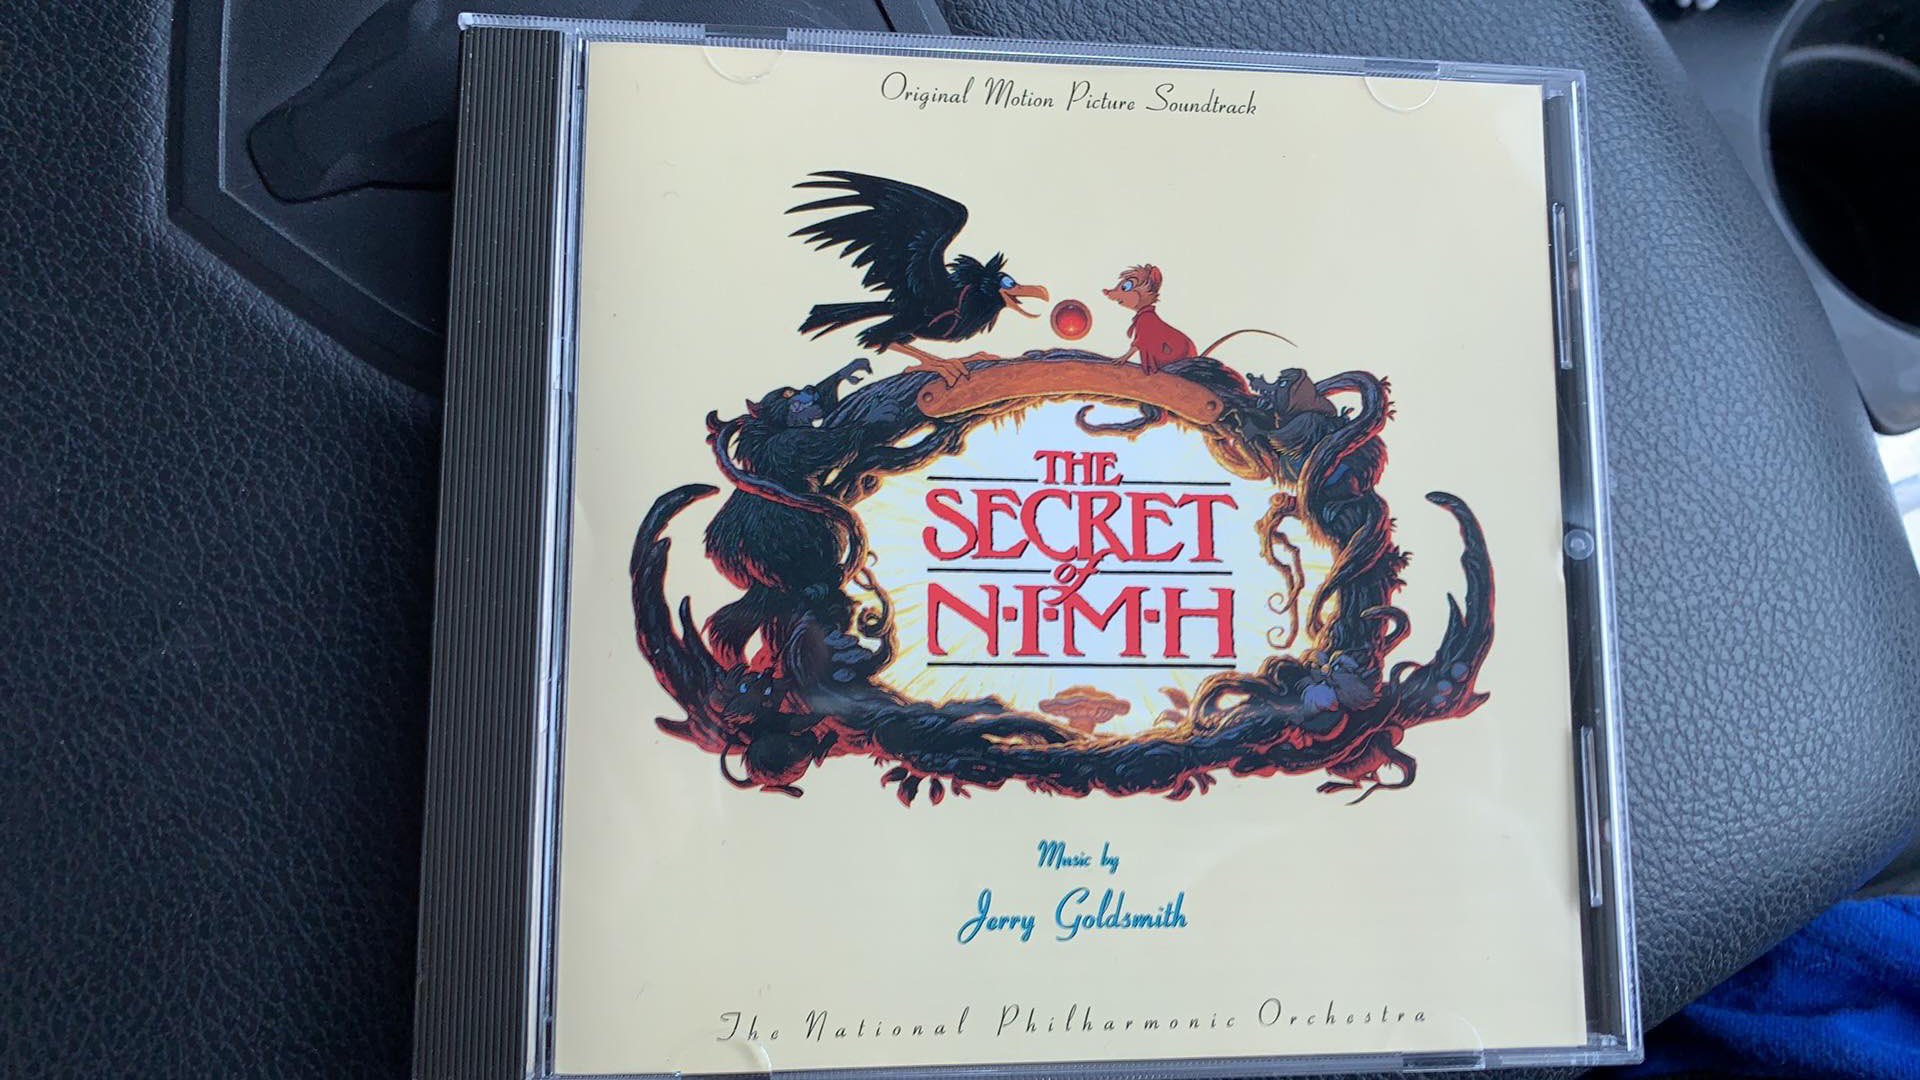 Original Motion Picture Soundtrack
THE
SECRET
of
N·I·M·H
Music by
Jerry Goldsmith
The National Philharmonic Orchestra